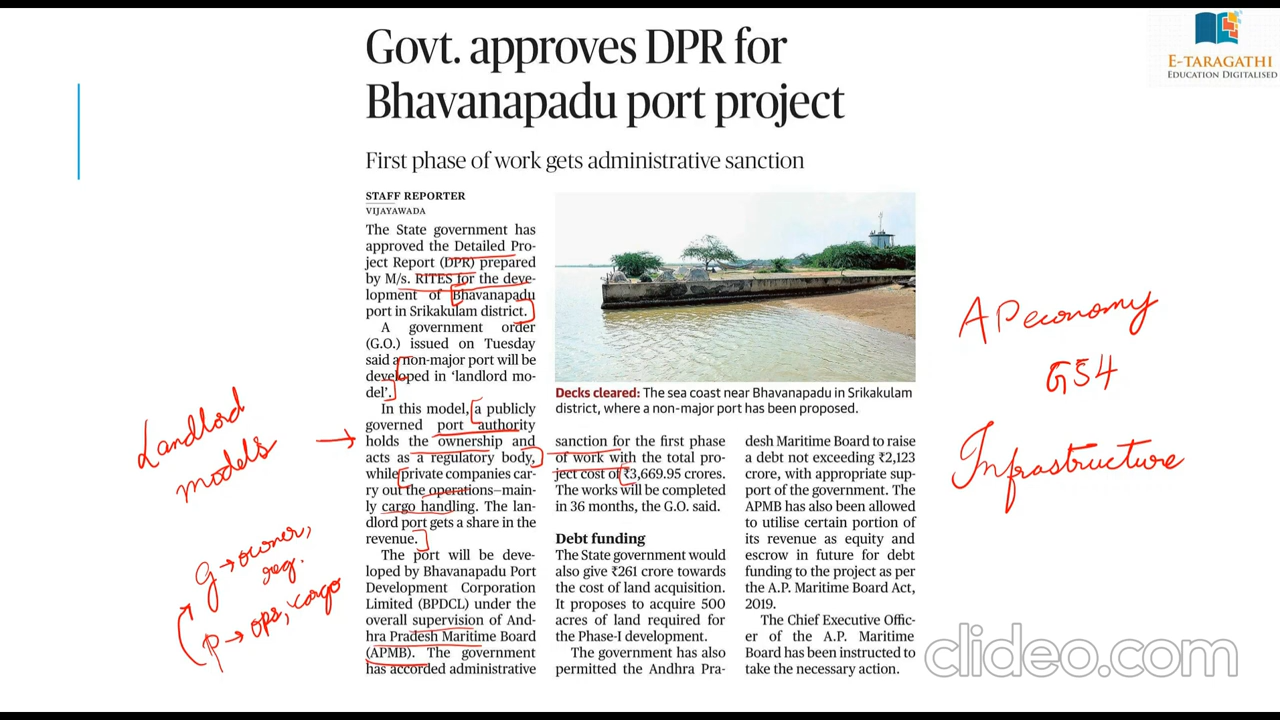 E-TARAGATHI
EDUCATION DIGITALISED
Govt. approves DPR for
Bhavanapadu port project
First phase of work gets administrative sanction
STAFF REPORTER
VIJAYAWADA
The State government has
approved the Detailed Pro-
ject Report (DPR) prepared
by M/s. RITES for the deve-
lopment of Bhavanapadu
port in Srikakulam district.
A government order
(G.O.) issued on Tuesday
said a non-major port will be
developed in ‘landlord mo-
del’.
In this model, a publicly
governed port authority
holds the ownership and
acts as a regulatory body,
while private companies car-
ry out the operations—main-
ly cargo handling. The lan-
dlord port gets a share in the
revenue.
The port will be deve-
loped by Bhavanapadu Port
Development Corporation
Limited (BPDCL) under the
overall supervision of And-
hra Pradesh Maritime Board
(APMB). The government
has accorded administrative
Decks cleared: The sea coast near Bhavanapadu in Srikakulam
district, where a non-major port has been proposed.
sanction for the first phase
of work with the total pro-
ject cost of ₹3,669.95 crores.
The works will be completed
in 36 months, the G.O. said.
Debt funding
The State government would
also give ₹261 crore towards
the cost of land acquisition.
It proposes to acquire 500
acres of land required for
the Phase-I development.
The government has also
permitted the Andhra Pra-
desh Maritime Board to raise
a debt not exceeding ₹2,123
crore, with appropriate sup-
port of the government. The
APMB has also been allowed
to utilise certain portion of
its revenue as equity and
escrow in future for debt
funding to the project as per
the A.P. Maritime Board Act,
2019.
The Chief Executive Offic-
er of the A.P. Maritime
Board has been instructed to
take the necessary action.
Landlord
models
G → owner,
reg.
P → ops, cargo
AP economy
GS4
Infrastructure
clideo.com